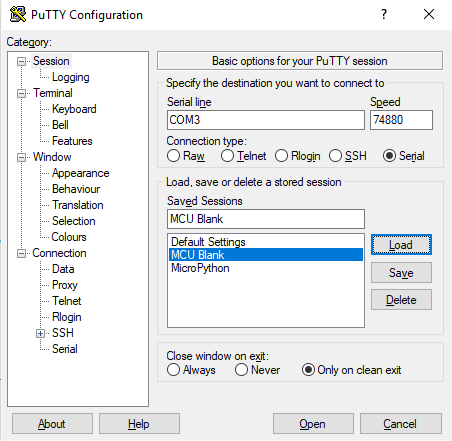 PuTTY Configuration
?
Category:
Session
Logging
Terminal
Keyboard
Bell
Features
Window
Appearance
Behaviour
Translation
Selection
Colours
Connection
Data
Proxy
Telnet
Rlogin
SSH
Serial
Basic options for your PuTTY session
Specify the destination you want to connect to
Serial line Speed
COM3 74880
Connection type:
Raw Telnet Rlogin SSH Serial
Load, save or delete a stored session
Saved Sessions
MCU Blank
Default Settings
MCU Blank
MicroPython
Load
Save
Delete
Close window on exit:
Always Never Only on clean exit
About Help Open Cancel